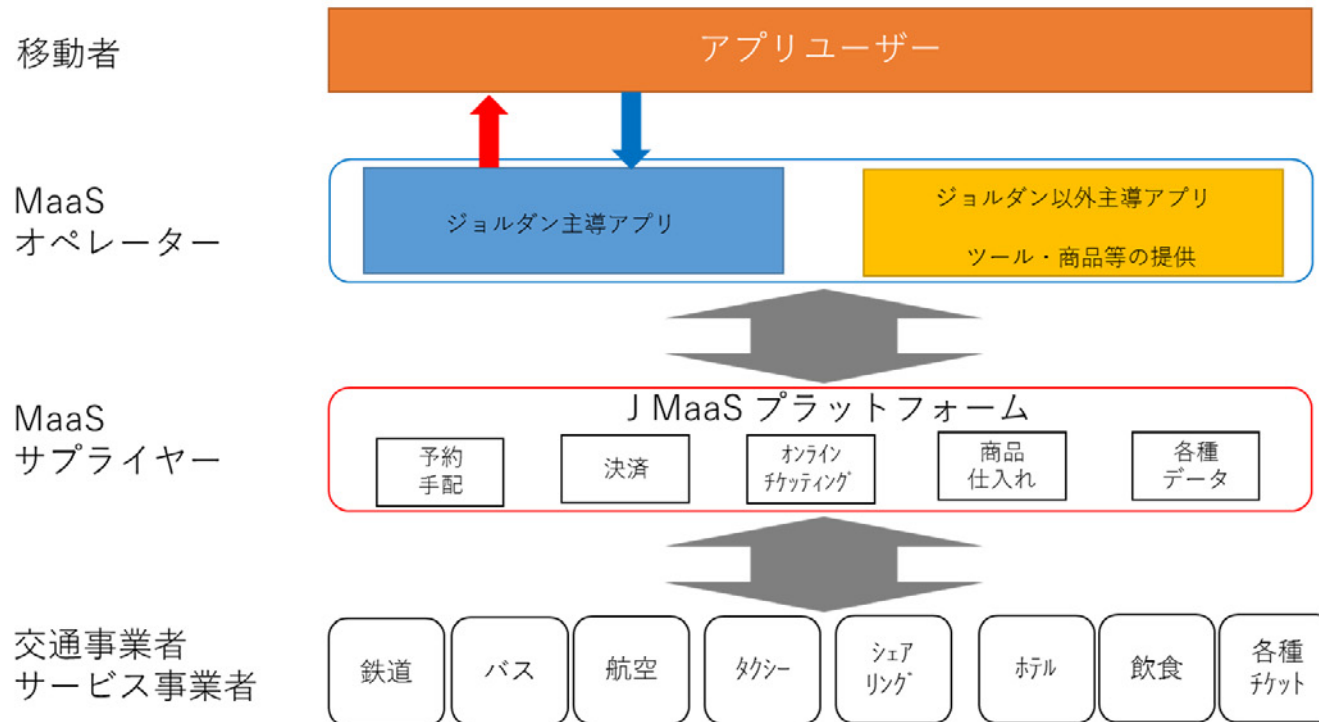 移動者
アプリユーザー
MaaS
オペレーター
ジョルダン主導アプリ
ジョルダン以外主導アプリ
ツール・商品等の提供
MaaS
サプライヤー
J MaaS プラットフォーム
予約
手配
決済
ｵﾝﾗｲﾝ
ﾁｹｯﾃｨﾝｸﾞ
商品
仕入れ
各種
データ
交通事業者
サービス事業者
鉄道
バス
航空
ﾀｸｼｰ
ｼｪｱ
ﾘﾝｸﾞ
ﾎﾃﾙ
飲食
各種
ﾁｹｯﾄ